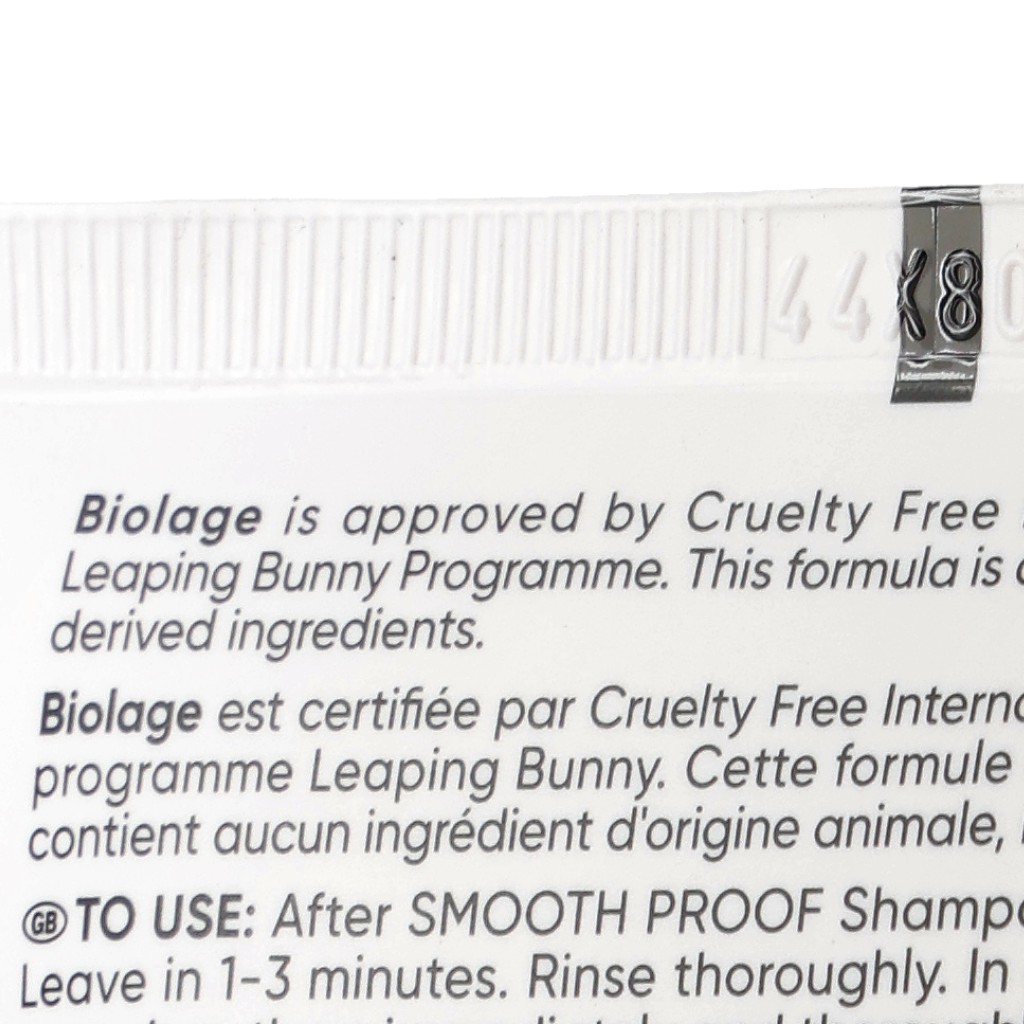 44X80
Biolage is approved by Cruelty Free
Leaping Bunny Programme. This formula is
derived ingredients.
Biolage est certifiée par Cruelty Free
programme Leaping Bunny. Cette formule
contient aucun ingrédient d'origine animale,
GB TO USE: After SMOOTH PROOF
Leave in 1-3 minutes. Rinse thoroughly. In